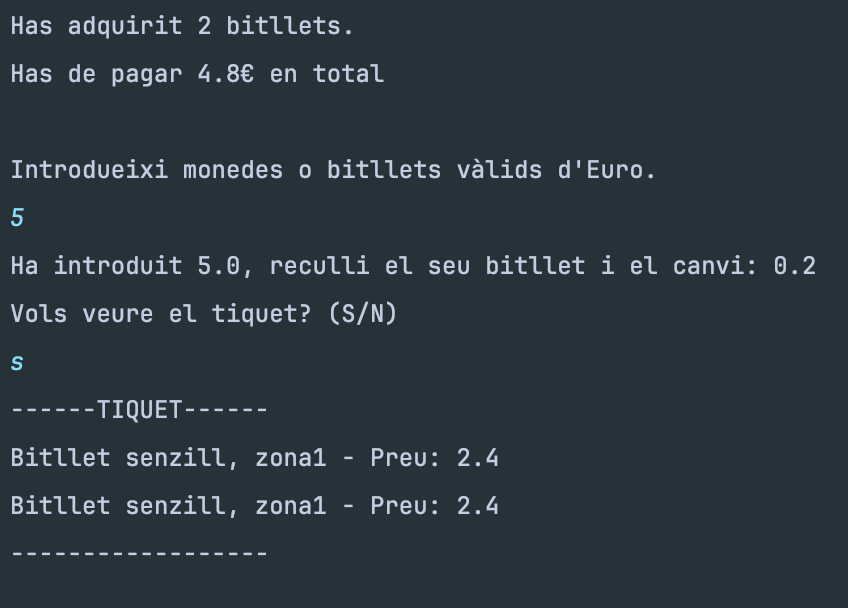 Has adquirit 2 bitllets.
Has de pagar 4.8€ en total
Introdueixi monedes o bitllets vàlids d'Euro.
5
Ha introduit 5.0, reculli el seu bitllet i el canvi: 0.2
Vols veure el tiquet? (S/N)
s
------TIQUET------
Bitllet senzill, zona1 - Preu: 2.4
Bitllet senzill, zona1 - Preu: 2.4
------------------